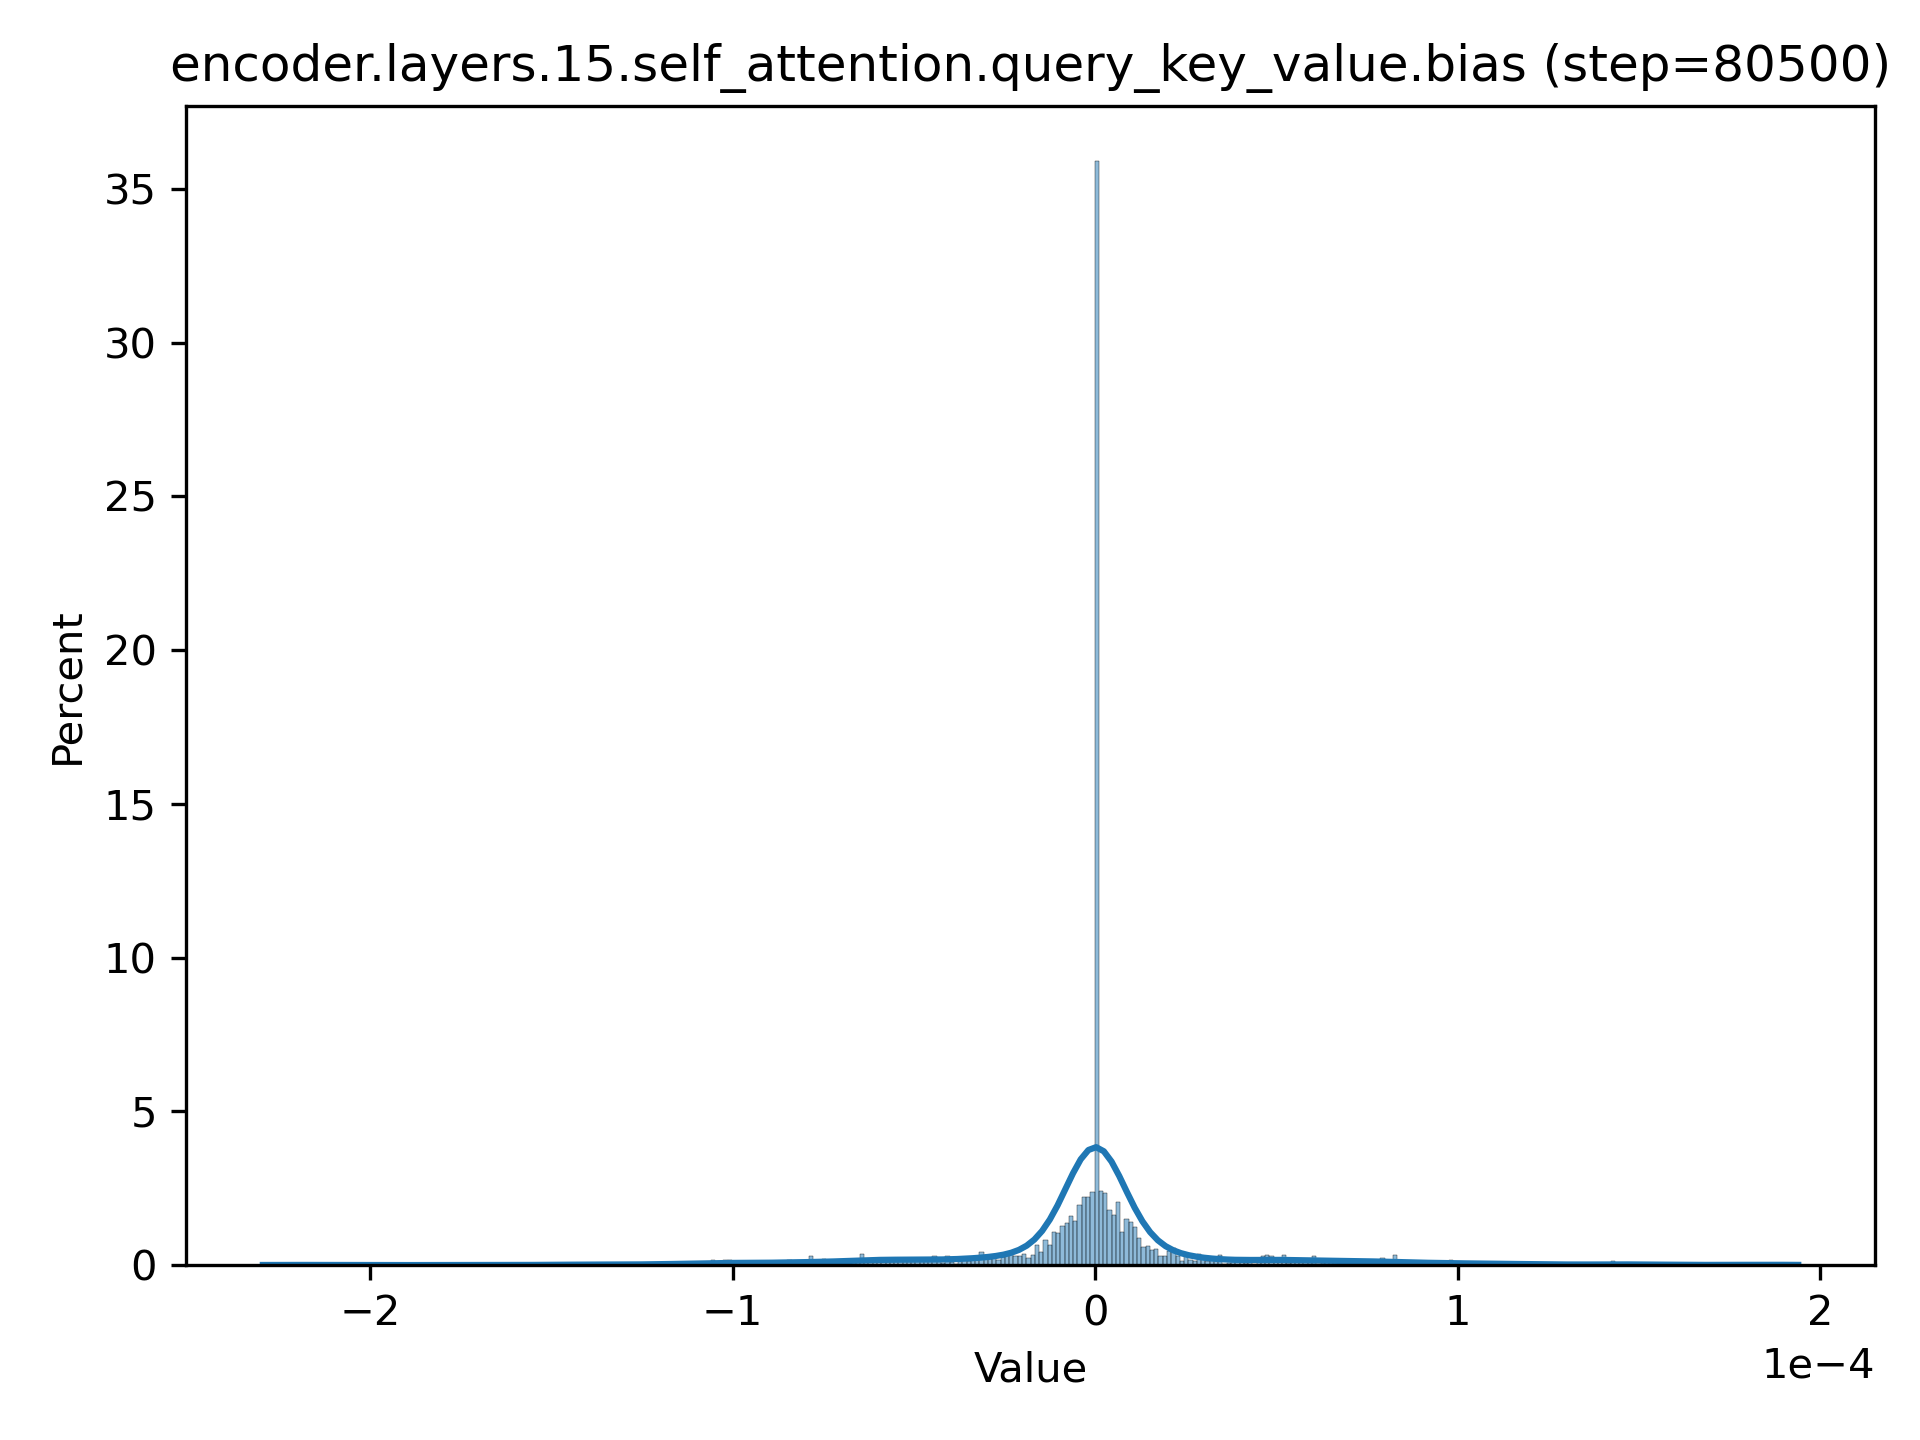 encoder.layers.15.self_attention.query_key_value.bias (step=80500)
35
30
25
20
15
10
5
0
Percent
−2 −1 0 1 2
1e−4
Value